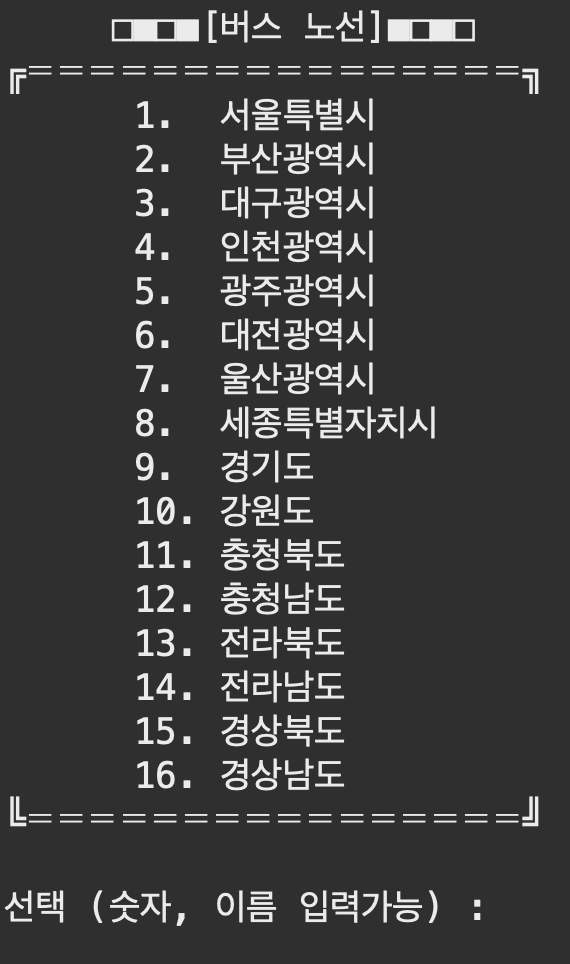 □■□■[버스 노선]■□■□
╔=================╗
1. 서울특별시
2. 부산광역시
3. 대구광역시
4. 인천광역시
5. 광주광역시
6. 대전광역시
7. 울산광역시
8. 세종특별자치시
9. 경기도
10. 강원도
11. 충청북도
12. 충청남도
13. 전라북도
14. 전라남도
15. 경상북도
16. 경상남도
╚=================╝
선택 (숫자, 이름 입력가능) :